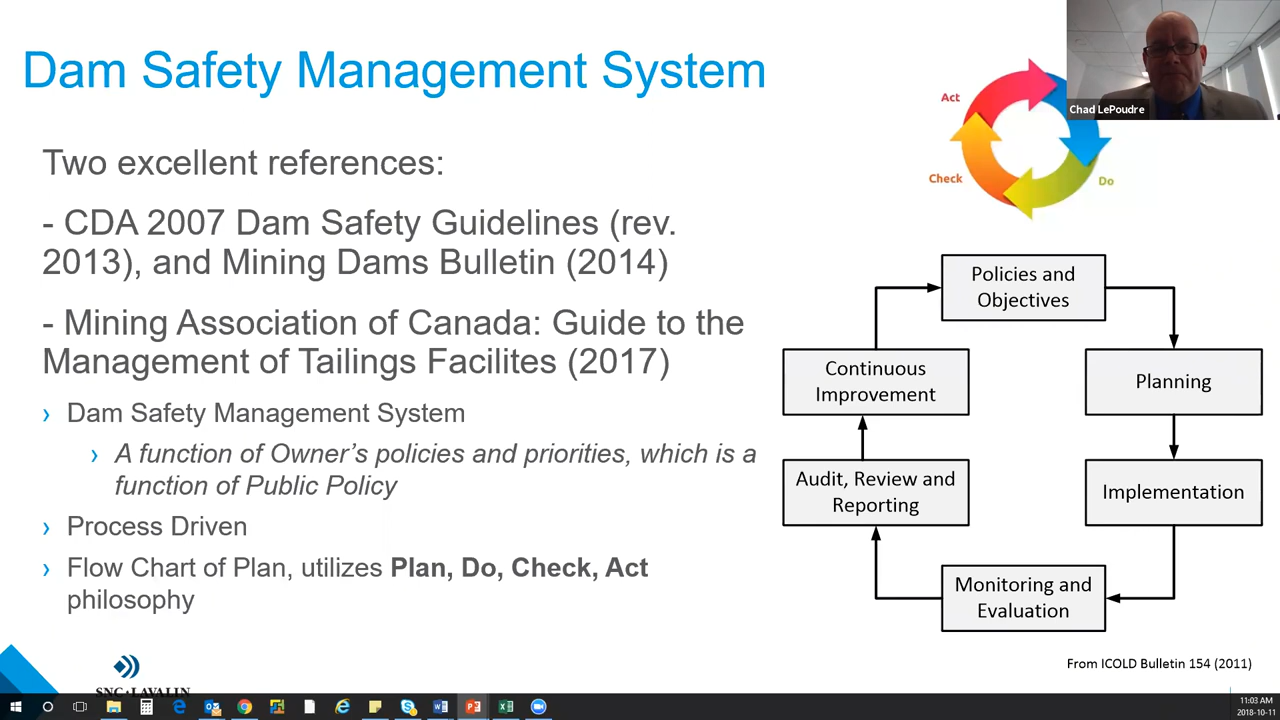 Dam Safety Management System
Two excellent references:
- CDA 2007 Dam Safety Guidelines (rev.
2013), and Mining Dams Bulletin (2014)
- Mining Association of Canada: Guide to the
Management of Tailings Facilites (2017)
› Dam Safety Management System
› A function of Owner's policies and priorities, which is a
function of Public Policy
› Process Driven
› Flow Chart of Plan, utilizes Plan, Do, Check, Act
philosophy
Act
Check
Do
Chad LePoudre
Policies and
Objectives
Continuous
Improvement
Planning
Audit, Review and
Reporting
Implementation
Monitoring and
Evaluation
From ICOLD Bulletin 154 (2011)
SNC·LAVALIN
11:03 AM
2018-10-11